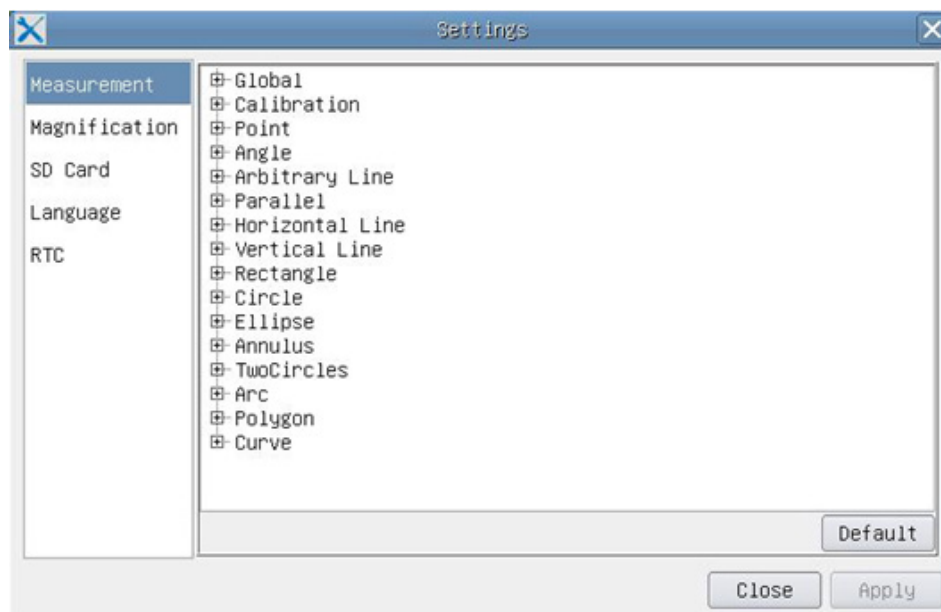 Settings
Measurement
Magnification
SD Card
Language
RTC
Global
Calibration
Point
Angle
Arbitrary Line
Parallel
Horizontal Line
Vertical Line
Rectangle
Circle
Ellipse
Annulus
TwoCircles
Arc
Polygon
Curve
Default
Close
Apply